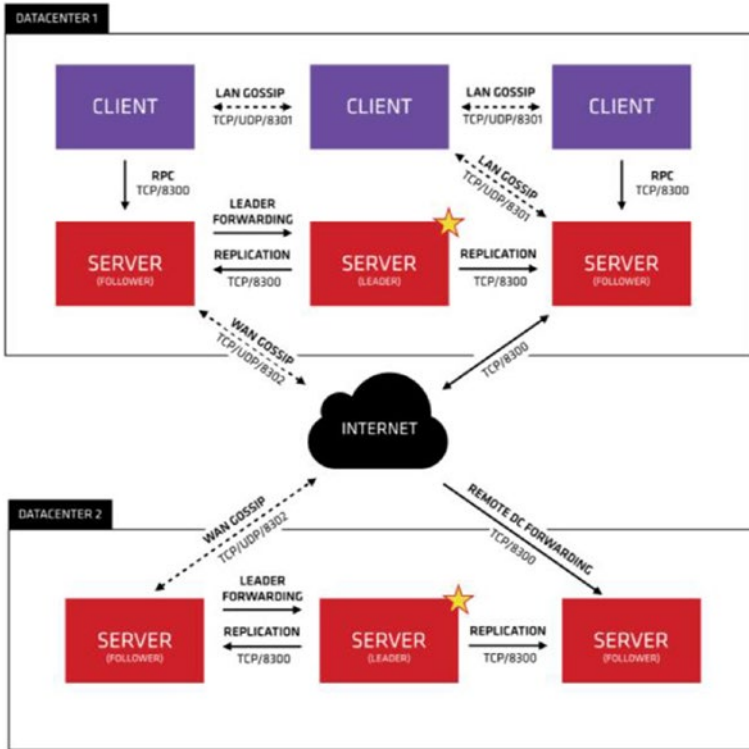 DATACENTER 1
CLIENT
LAN GOSSIP
TCP/UDP/8301
CLIENT
LAN GOSSIP
TCP/UDP/8301
CLIENT
RPC
TCP/8300
LAN GOSSIP
TCP/UDP/8301
RPC
TCP/8300
SERVER
(FOLLOWER)
LEADER
FORWARDING
REPLICATION
TCP/8300
SERVER
(LEADER)
REPLICATION
TCP/8300
SERVER
(FOLLOWER)
WAN GOSSIP
TCP/UDP/8302
TCP/8300
INTERNET
DATACENTER 2
WAN GOSSIP
TCP/UDP/8302
REMOTE DC FORWARDING
TCP/8300
SERVER
(FOLLOWER)
LEADER
FORWARDING
REPLICATION
TCP/8300
SERVER
(LEADER)
REPLICATION
TCP/8300
SERVER
(FOLLOWER)